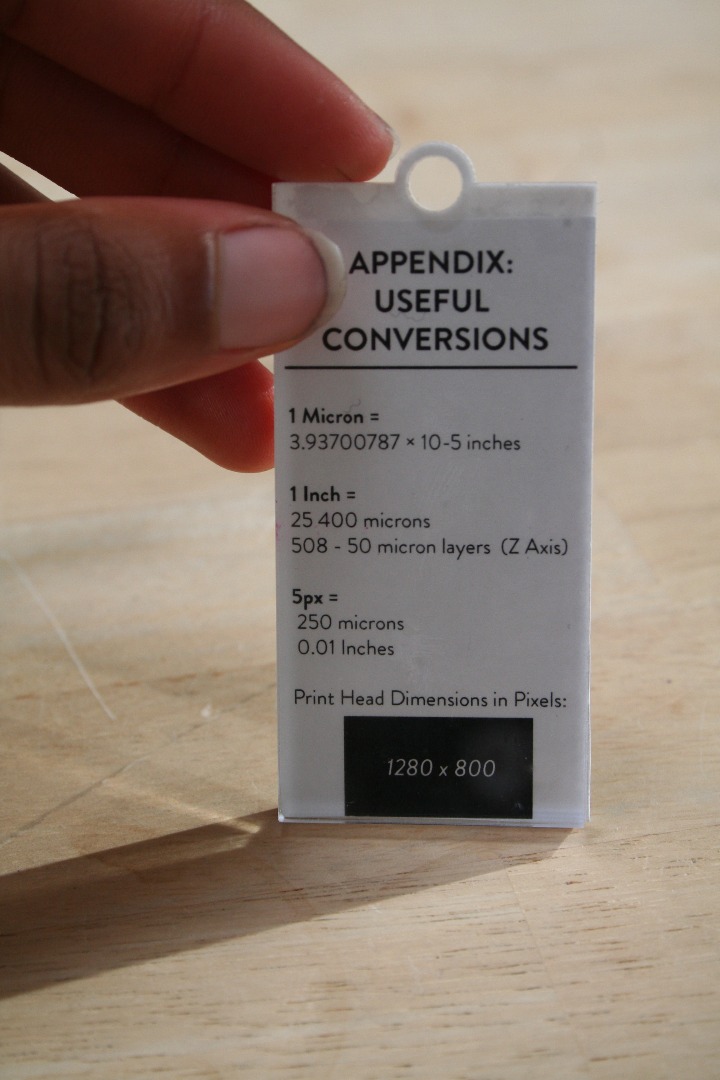 APPENDIX:
USEFUL
CONVERSIONS
1 Micron =
3.93700787 × 10-5 inches
1 Inch =
25 400 microns
508 - 50 micron layers (Z Axis)
5px =
250 microns
0.01 Inches
Print Head Dimensions in Pixels:
1280 x 800